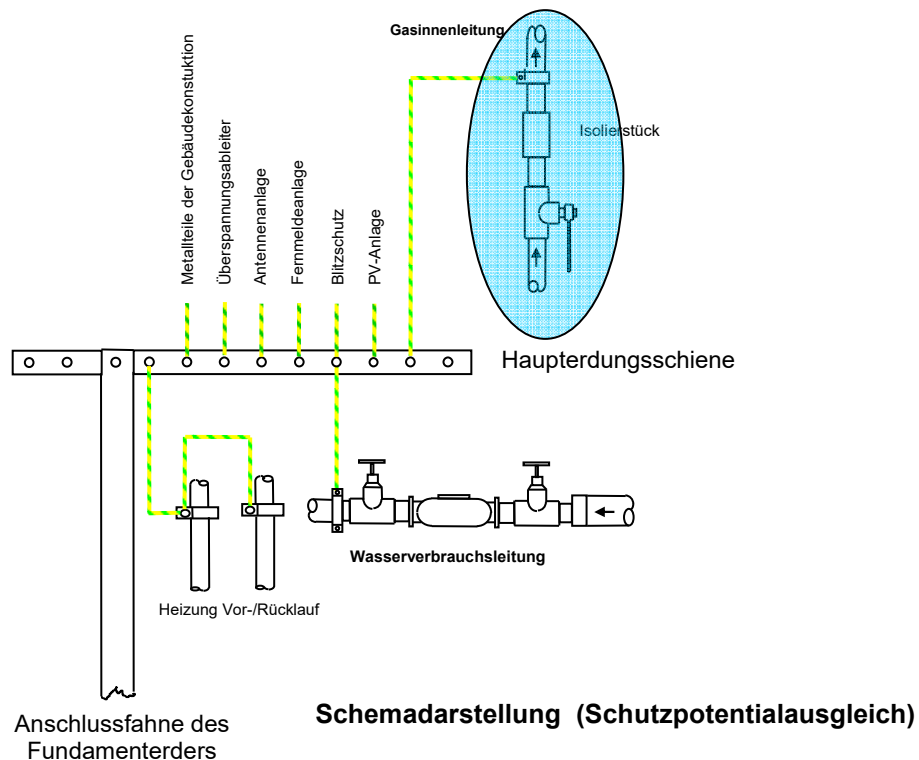 Gasinnenleitung
Isolierstück
Metallteile der Gebäudekonstuktion
Überspannungsableiter
Antennenanlage
Fernmeldeanlage
Blitzschutz
PV-Anlage
Haupterdungsschiene
Wasserverbrauchsleitung
Heizung Vor-/Rücklauf
Anschlussfahne des
Fundamenterders
Schemadarstellung (Schutzpotentialausgleich)